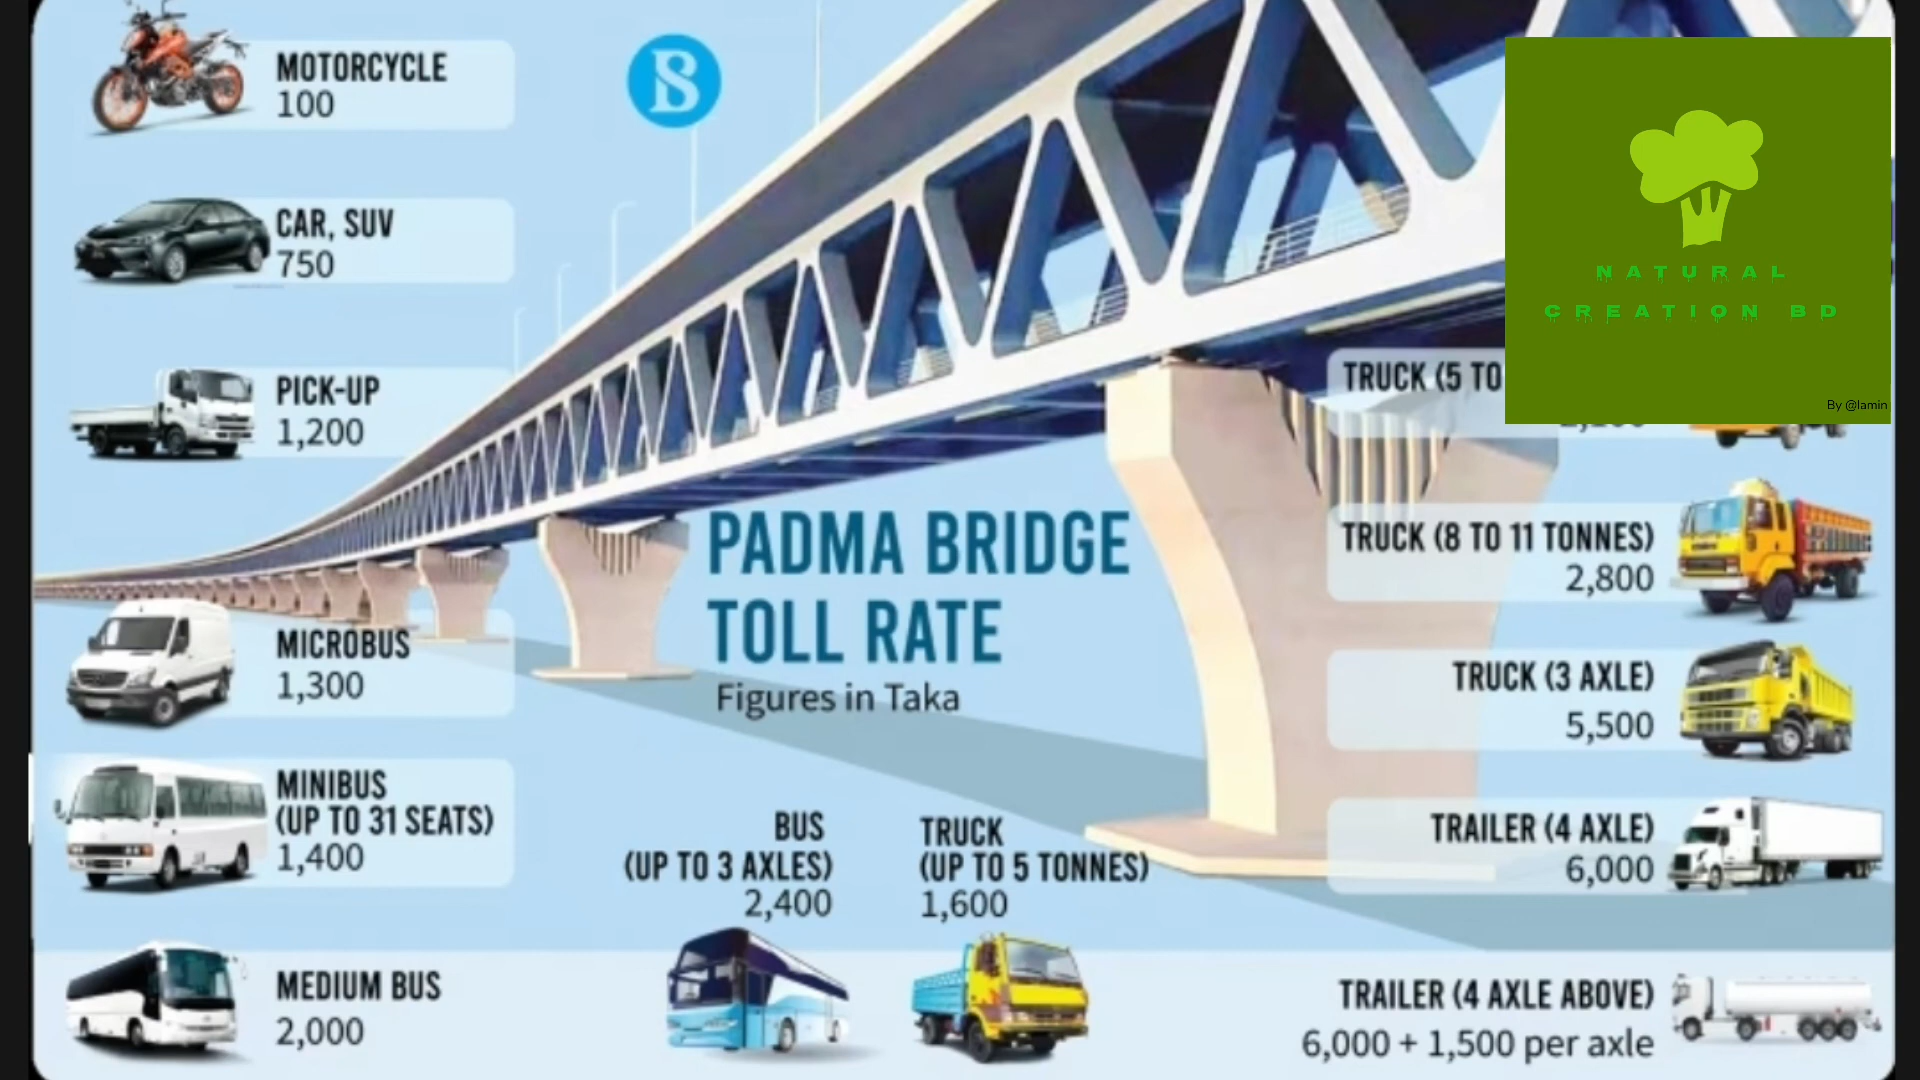 MOTORCYCLE
100
CAR, SUV
750
PICK-UP
1,200
MICROBUS
1,300
MINIBUS
(UP TO 31 SEATS)
1,400
MEDIUM BUS
2,000
B
PADMA BRIDGE
TOLL RATE
Figures in Taka
BUS
(UP TO 3 AXLES)
2,400
TRUCK
(UP TO 5 TONNES)
1,600
NATURAL
CREATION BD
By @lamin
TRUCK (5 TO
TRUCK (8 TO 11 TONNES)
2,800
TRUCK (3 AXLE)
5,500
TRAILER (4 AXLE)
6,000
TRAILER (4 AXLE ABOVE)
6,000 + 1,500 per axle